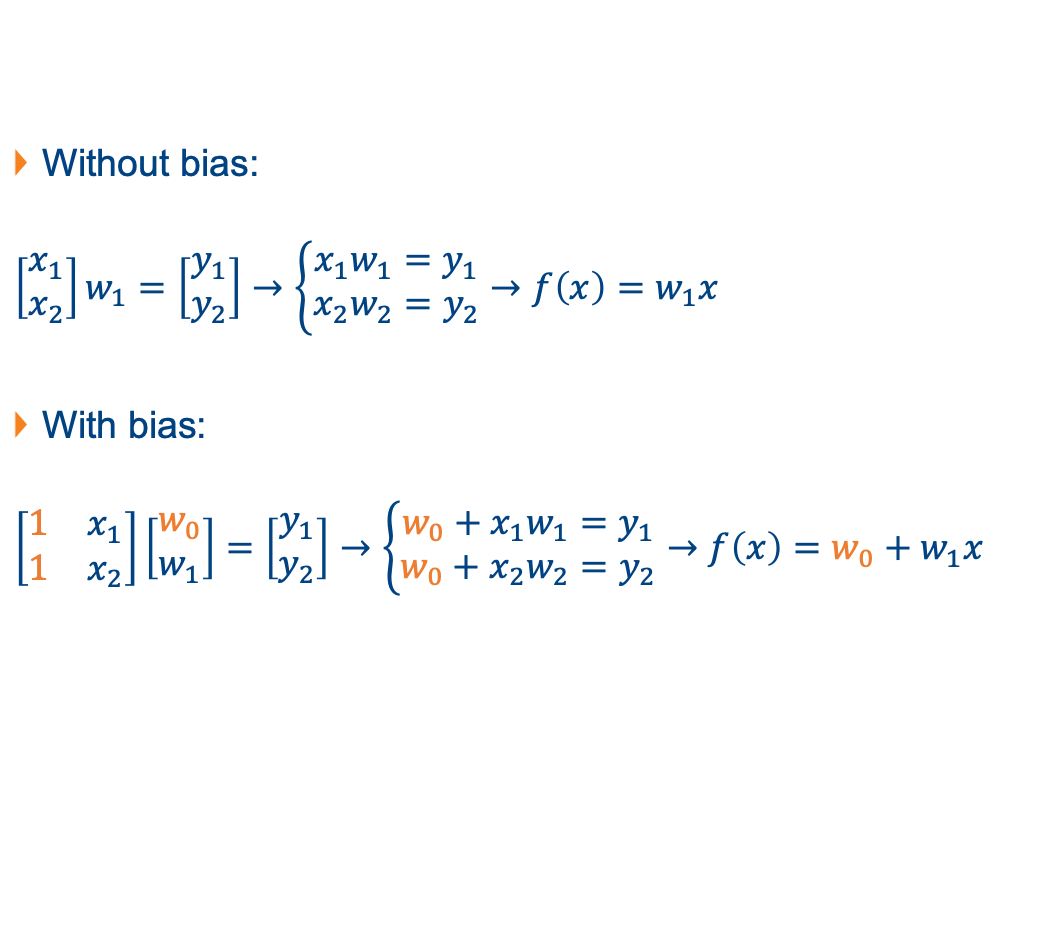 Without bias:
[x₁ x₂] w₁ = [y₁ y₂] → { x₁w₁ = y₁ x₂w₂ = y₂ → f(x) = w₁x
With bias:
[1 x₁ 1 x₂] [w₀ w₁] = [y₁ y₂] → { w₀ + x₁w₁ = y₁ w₀ + x₂w₂ = y₂ → f(x) = w₀ + w₁x